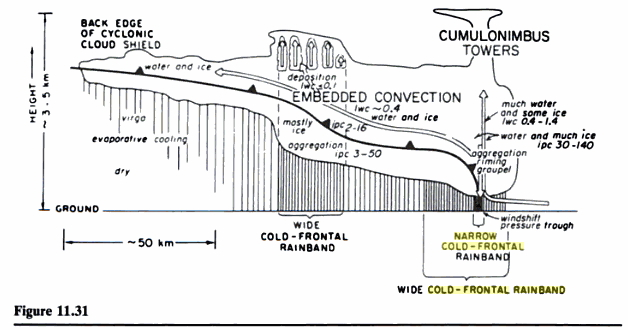 BACK EDGE
OF CYCLONIC
CLOUD SHIELD
CUMULONIMBUS
TOWERS
water and ice
deposition
lwc ≤0.1
EMBEDDED CONVECTION
lwc ~0.4
water and ice
much water
and some ice
lwc 0.4 - 1.4
water and much ice
ipc 30-140
HEIGHT
~ 3.5 km
virga
evaporative cooling
dry
mostly
ice
ipc 2-16
aggregation
ipc 3-50
aggregation
riming
graupel
GROUND
~ 50 km
WIDE
COLD-FRONTAL
RAINBAND
windshift
pressure trough
NARROW
COLD-FRONTAL
RAINBAND
WIDE COLD-FRONTAL RAINBAND
Figure 11.31